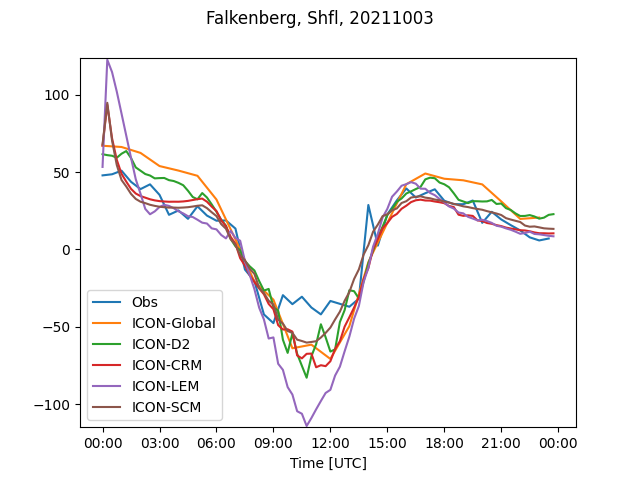 Falkenberg, Shfl, 20211003
100
50
0
−50
−100
Obs
ICON-Global
ICON-D2
ICON-CRM
ICON-LEM
ICON-SCM
00:00 03:00 06:00 09:00 12:00 15:00 18:00 21:00 00:00
Time [UTC]